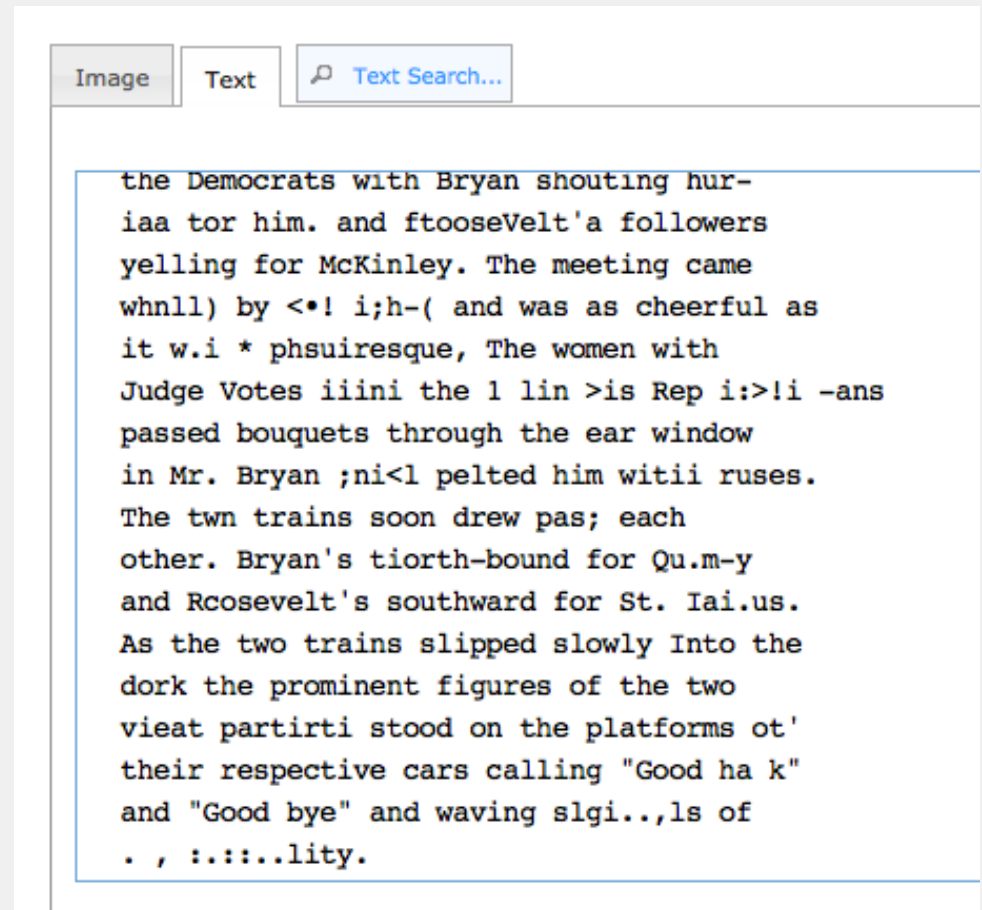 Image
Text
Text Search...
the Democrats with Bryan shouting hur-
iaa tor him. and ftooseVelt'a followers
yelling for McKinley. The meeting came
whnll) by <•! i;h-( and was as cheerful as
it w.i * phsuiresque, The women with
Judge Votes iiini the 1 lin >is Rep i:>!i -ans
passed bouquets through the ear window
in Mr. Bryan ;ni<l pelted him witii ruses.
The twn trains soon drew pas; each
other. Bryan's tiorth-bound for Qu.m-y
and Rcosevelt's southward for St. Iai.us.
As the two trains slipped slowly Into the
dork the prominent figures of the two
vieat partirti stood on the platforms ot'
their respective cars calling "Good ha k"
and "Good bye" and waving slgi..,ls of
. , :.::..lity.